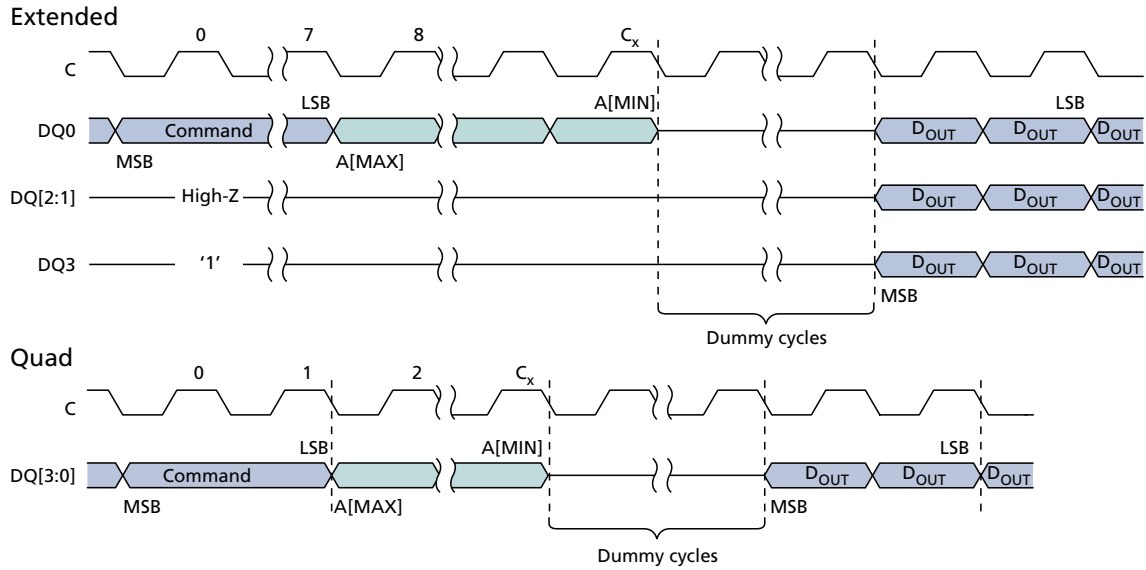 Extended
0 7 8 Cx
C
LSB A[MIN] LSB
DQ0 Command DOUT DOUT DOUT
MSB A[MAX]
DQ[2:1] High-Z DOUT DOUT DOUT
DQ3 ‘1’ DOUT DOUT DOUT
MSB
Dummy cycles
Quad
0 1 2 Cx
C
LSB A[MIN] LSB
DQ[3:0] Command DOUT DOUT DOUT
MSB A[MAX] MSB
Dummy cycles